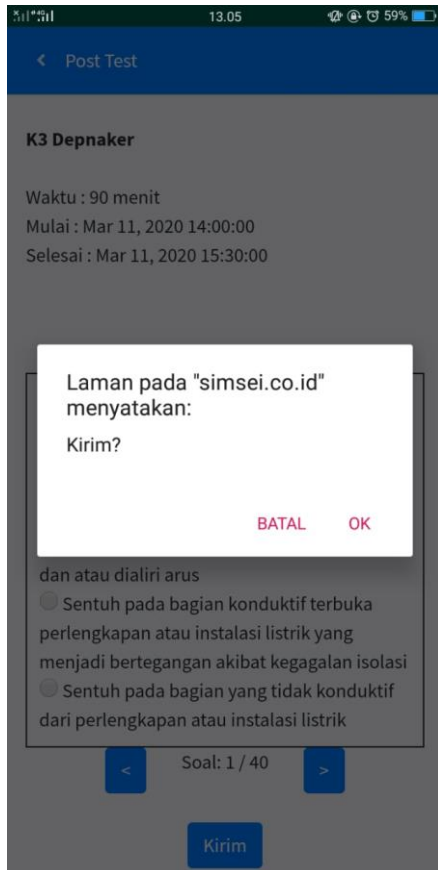 13.05
59%
Post Test
K3 Depnaker
Waktu : 90 menit
Mulai : Mar 11, 2020 14:00:00
Selesai : Mar 11, 2020 15:30:00
Laman pada "simsei.co.id"
menyatakan:
Kirim?
BATAL OK
dan atau dialiri arus
Sentuh pada bagian konduktif terbuka
perlengkapan atau instalasi listrik yang
menjadi bertegangan akibat kegagalan isolasi
Sentuh pada bagian yang tidak konduktif
dari perlengkapan atau instalasi listrik
< Soal: 1 / 40 >
Kirim